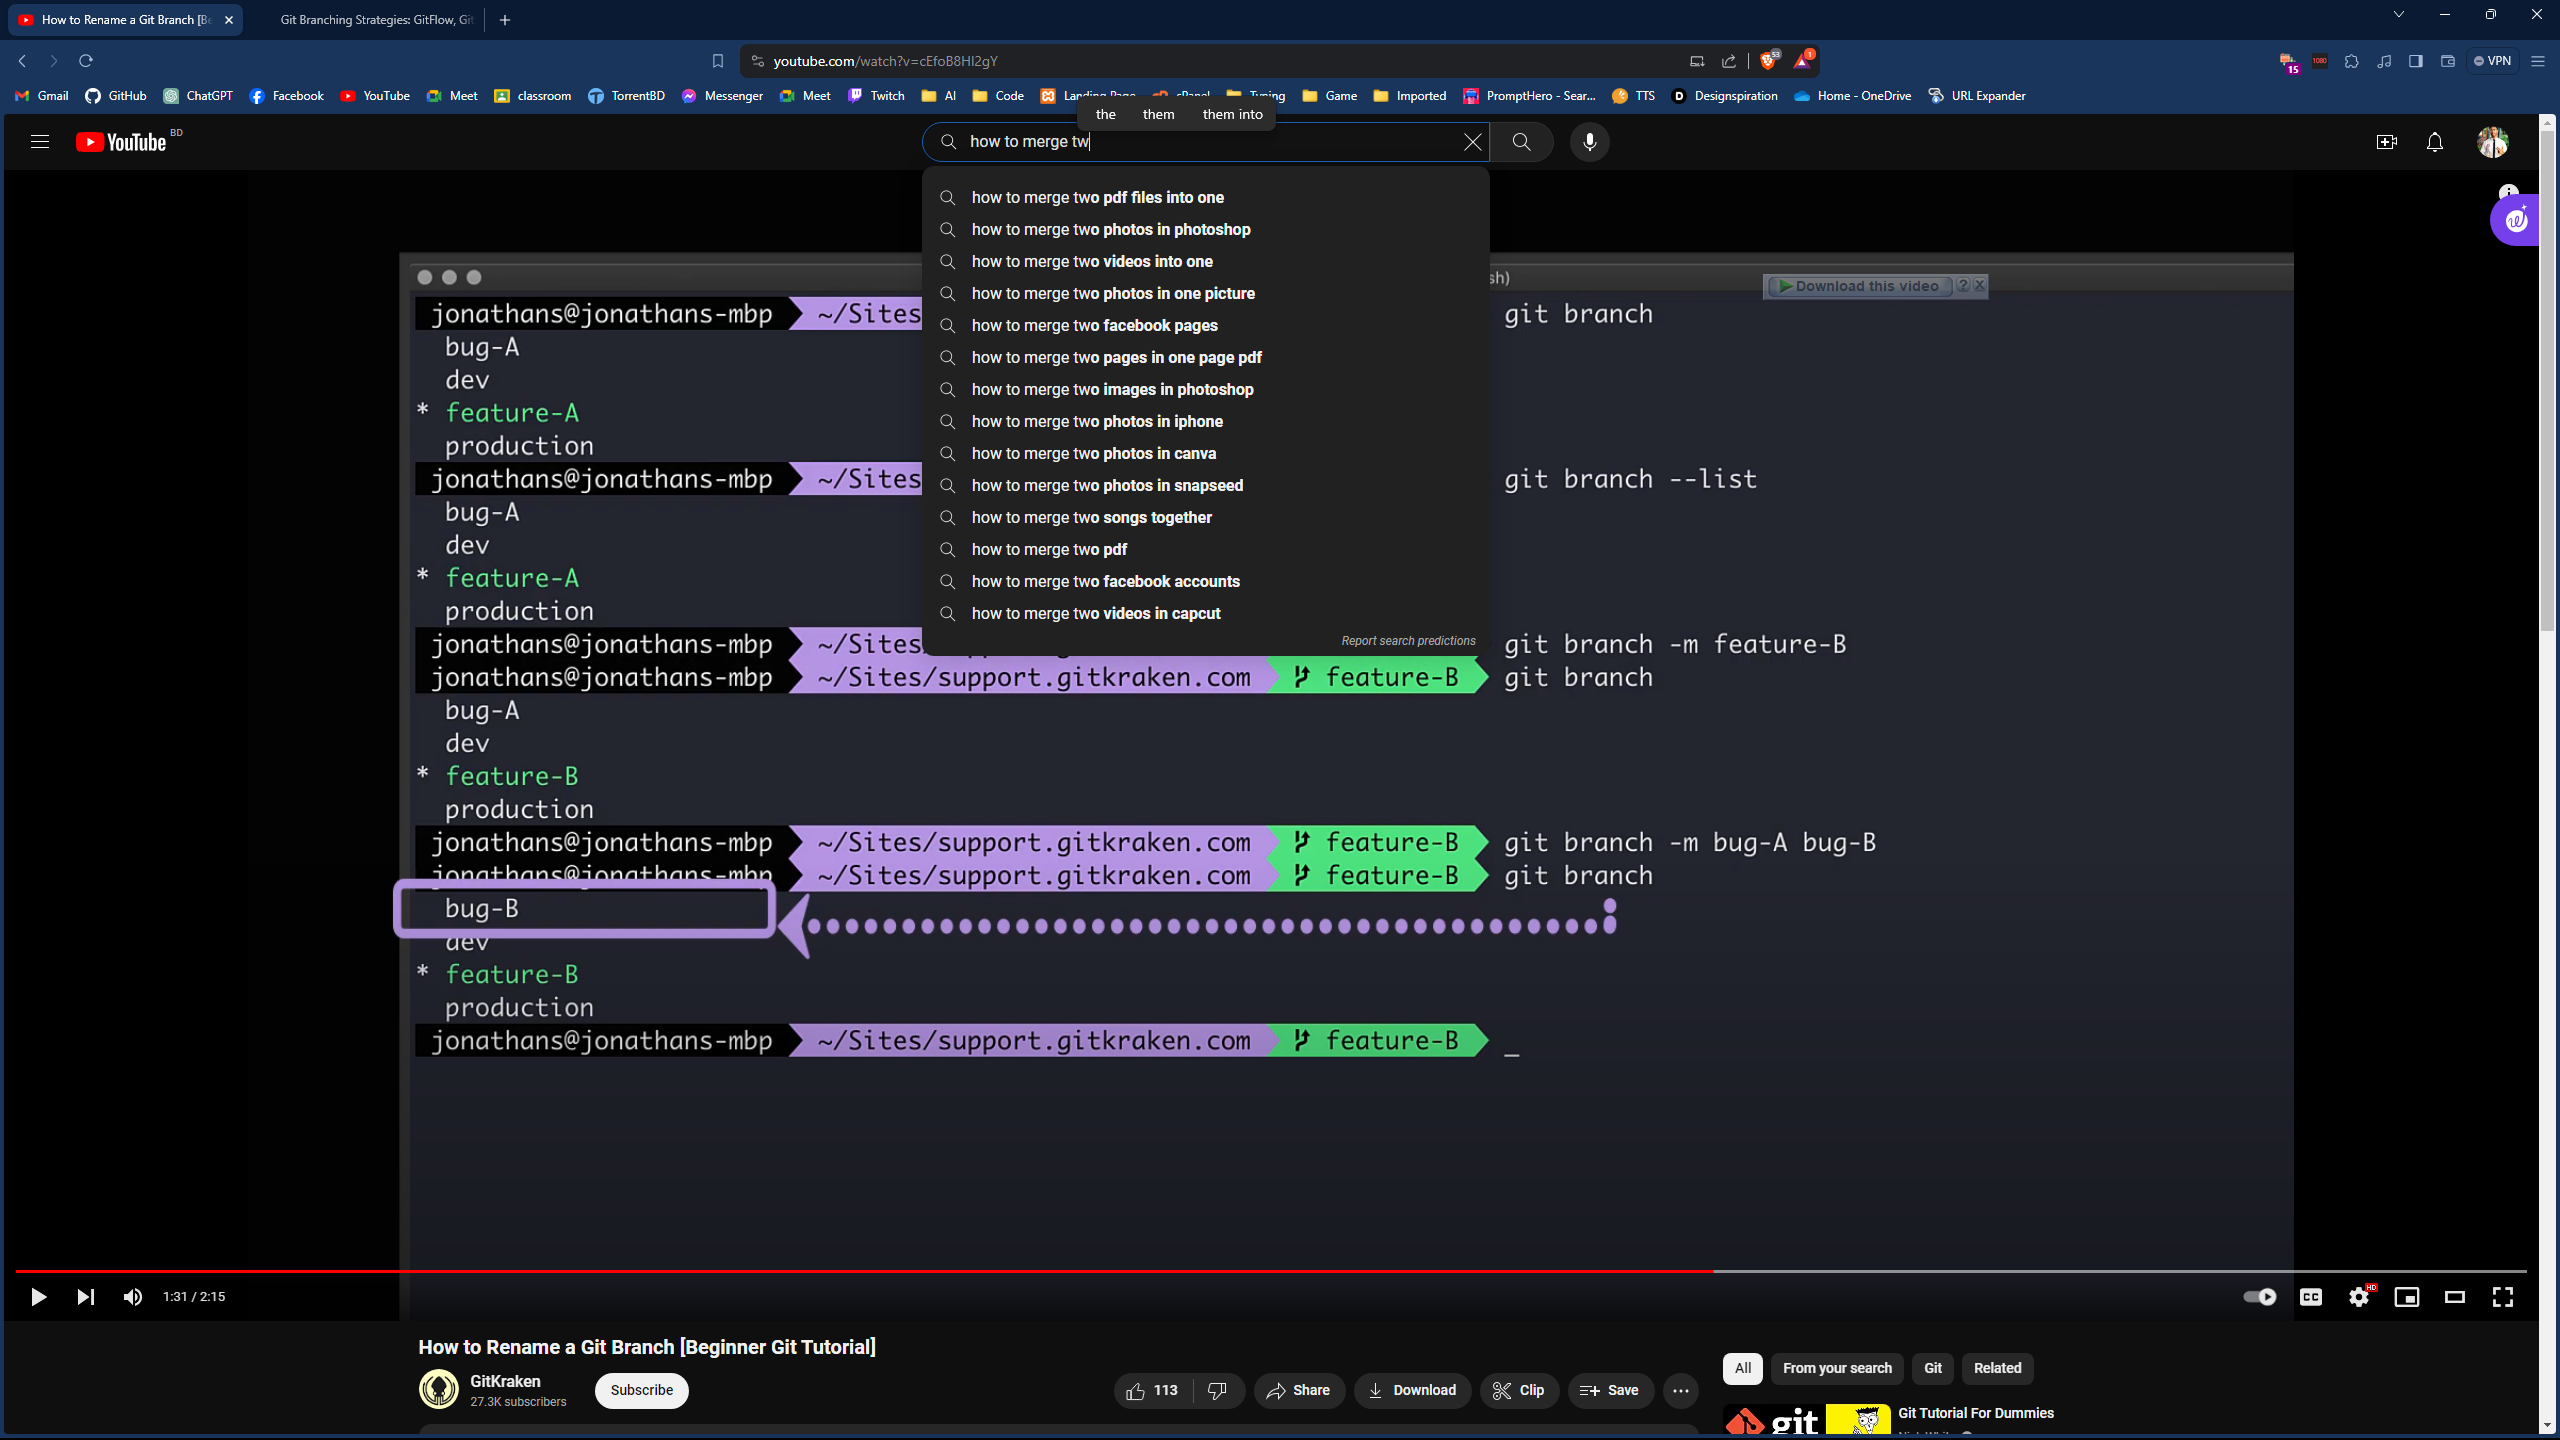 How to Rename a Git Branch [Be
Git Branching Strategies: GitFlow, Git
youtube.com/watch?v=cEfoB8Hl2gY
53
1
15
1080
VPN
Gmail GitHub ChatGPT Facebook YouTube Meet classroom TorrentBD Messenger Meet Twitch AI Code Landing Page cPanel Typing Game Imported PromptHero - Sear... TTS Designspiration Home - OneDrive URL Expander
the them them into
YouTube BD
how to merge tw
how to merge two pdf files into one
how to merge two photos in photoshop
how to merge two videos into one
how to merge two photos in one picture
how to merge two facebook pages
how to merge two pages in one page pdf
how to merge two images in photoshop
how to merge two photos in iphone
how to merge two photos in canva
how to merge two photos in snapseed
how to merge two songs together
how to merge two pdf
how to merge two facebook accounts
how to merge two videos in capcut
Report search predictions
sh)
Download this video ? X
jonathans@jonathans-mbp ~/Sites git branch
bug-A
dev
* feature-A
production
jonathans@jonathans-mbp ~/Sites git branch --list
bug-A
dev
* feature-A
production
jonathans@jonathans-mbp ~/Sites git branch -m feature-B
jonathans@jonathans-mbp ~/Sites/support.gitkraken.com feature-B git branch
bug-A
dev
* feature-B
production
jonathans@jonathans-mbp ~/Sites/support.gitkraken.com feature-B git branch -m bug-A bug-B
jonathans@jonathans-mbp ~/Sites/support.gitkraken.com feature-B git branch
bug-B
dev
* feature-B
production
jonathans@jonathans-mbp ~/Sites/support.gitkraken.com feature-B _
1:31 / 2:15
CC
HD
How to Rename a Git Branch [Beginner Git Tutorial]
GitKraken
27.3K subscribers
Subscribe
113
Share
Download
Clip
Save
All
From your search
Git
Related
git
Git Tutorial For Dummies